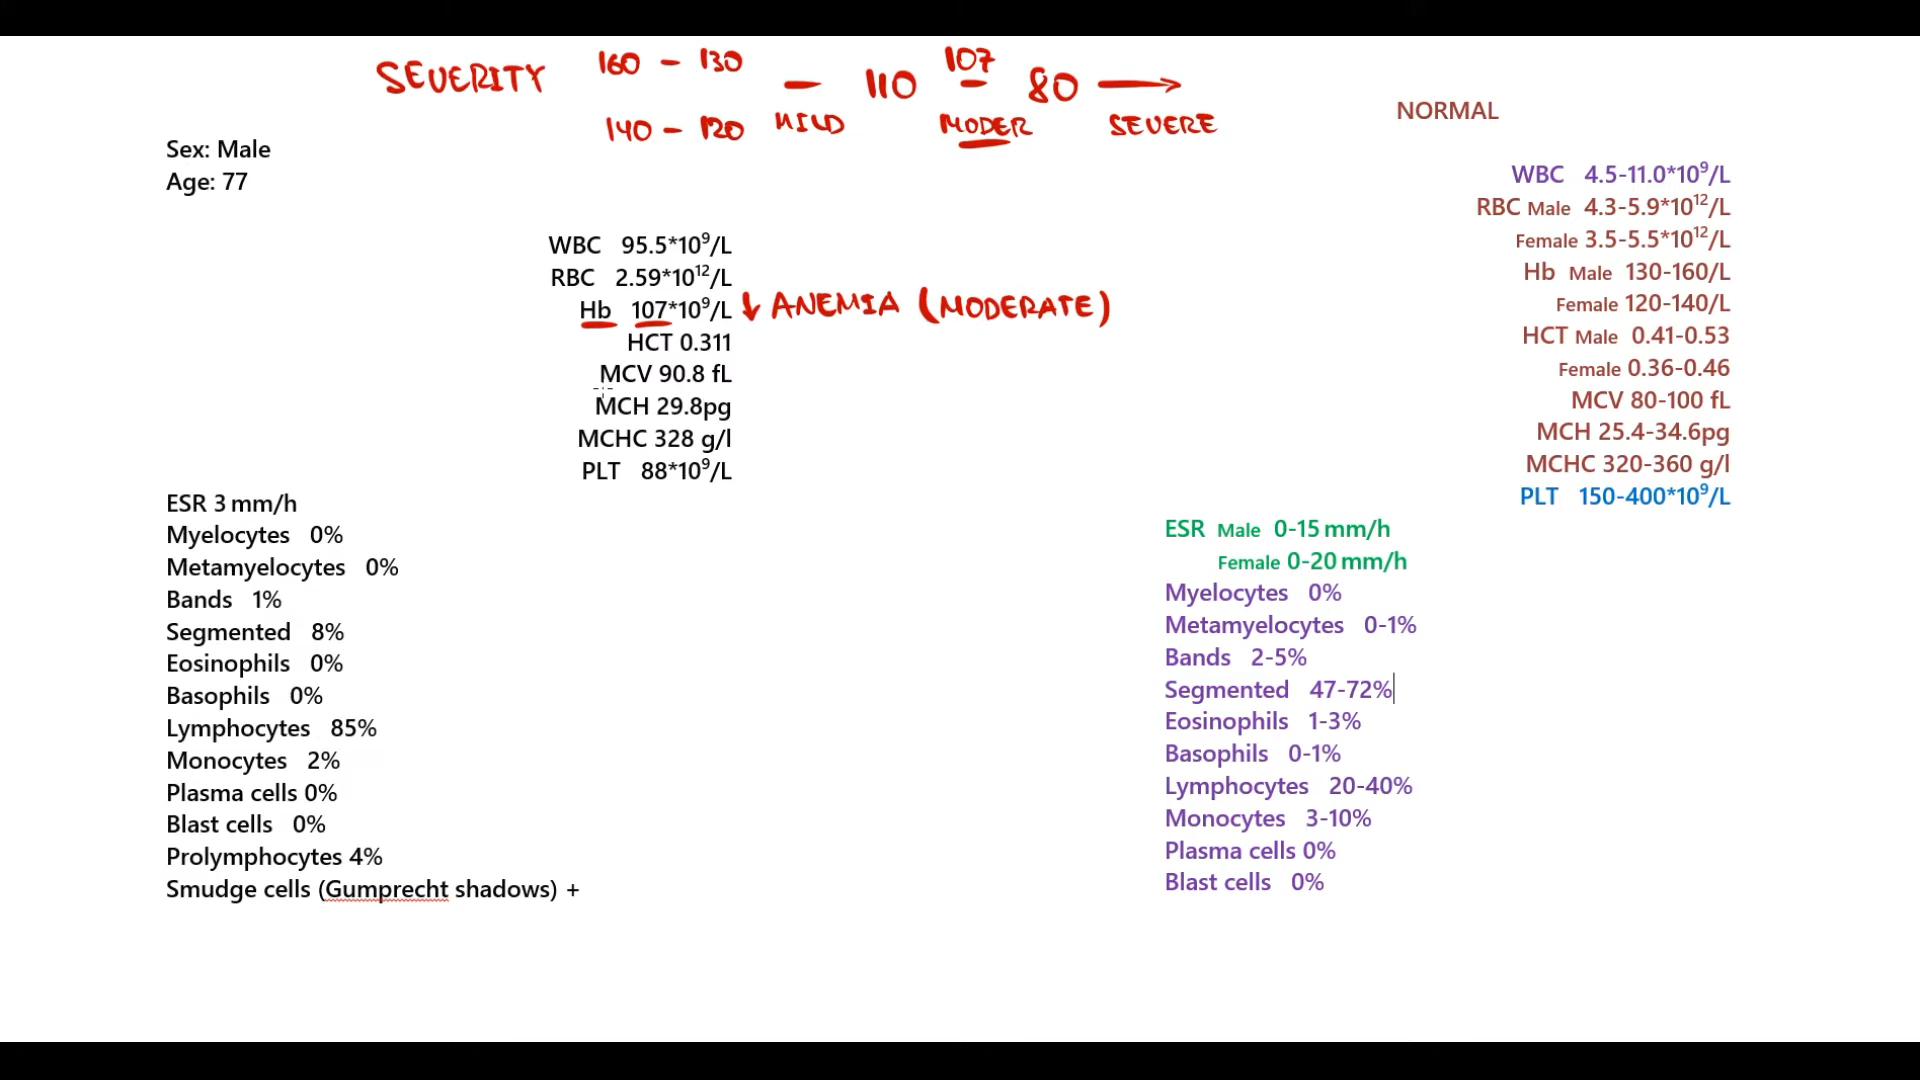 SEVERITY 160 - 130 - 110 107 - 80 →
140 - 120 MILD MODER SEVERE
Sex: Male
Age: 77
WBC 95.5*10⁹/L
RBC 2.59*10¹²/L
Hb 107*10⁹/L ↓ ANEMIA (MODERATE)
HCT 0.311
MCV 90.8 fL
MCH 29.8pg
MCHC 328 g/l
PLT 88*10⁹/L
ESR 3 mm/h
Myelocytes 0%
Metamyelocytes 0%
Bands 1%
Segmented 8%
Eosinophils 0%
Basophils 0%
Lymphocytes 85%
Monocytes 2%
Plasma cells 0%
Blast cells 0%
Prolymphocytes 4%
Smudge cells (Gumprecht shadows) +
NORMAL
WBC 4.5-11.0*10⁹/L
RBC Male 4.3-5.9*10¹²/L
Female 3.5-5.5*10¹²/L
Hb Male 130-160/L
Female 120-140/L
HCT Male 0.41-0.53
Female 0.36-0.46
MCV 80-100 fL
MCH 25.4-34.6pg
MCHC 320-360 g/l
PLT 150-400*10⁹/L
ESR Male 0-15 mm/h
Female 0-20 mm/h
Myelocytes 0%
Metamyelocytes 0-1%
Bands 2-5%
Segmented 47-72%
Eosinophils 1-3%
Basophils 0-1%
Lymphocytes 20-40%
Monocytes 3-10%
Plasma cells 0%
Blast cells 0%